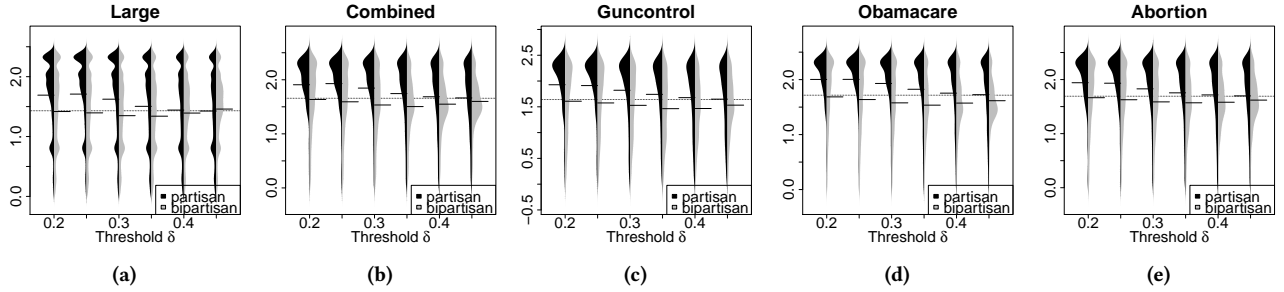 Large
2.0
1.0
0.0
0.2 0.3 0.4
Threshold δ
partisan
bipartisan
(a)
Combined
2.0
1.0
0.0
0.2 0.3 0.4
Threshold δ
partisan
bipartisan
(b)
Guncontrol
2.5
1.5
0.5
−0.5
0.2 0.3 0.4
Threshold δ
partisan
bipartisan
(c)
Obamacare
2.0
1.0
0.0
0.2 0.3 0.4
Threshold δ
partisan
bipartisan
(d)
Abortion
2.0
1.0
0.0
0.2 0.3 0.4
Threshold δ
partisan
bipartisan
(e)